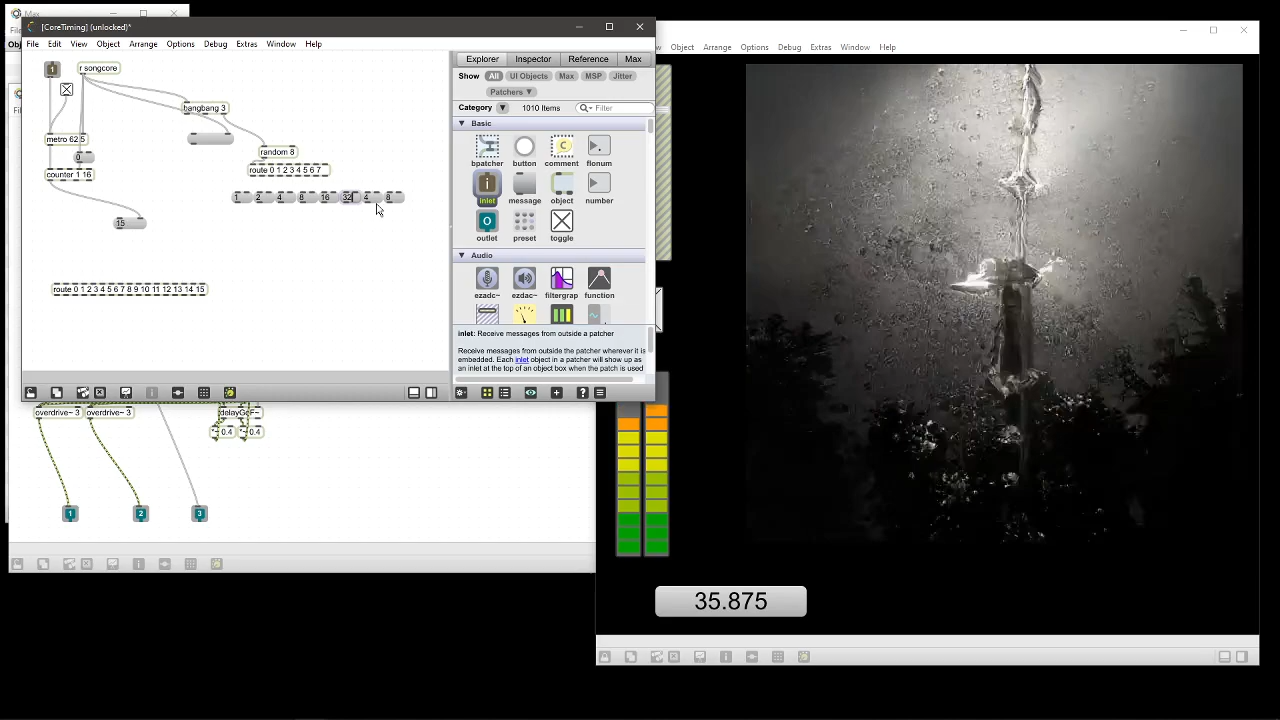 Max
[CoreTiming] (unlocked)*
File Edit View Object Arrange Options Debug Extras Window Help
Object Arrange Options Debug Extras Window Help
r songcore
bangbang 3
metro 62.5
0
counter 1 16
random 8
route 0 1 2 3 4 5 6 7
1 2 4 8 16 32 4 8
15
route 0 1 2 3 4 5 6 7 8 9 10 11 12 13 14 15
Explorer Inspector Reference Max
Show All UI Objects Max MSP Jitter
Patchers ▼
Category ▼ 1010 Items Filter
Basic
bpatcher button comment flonum
inlet message object number
outlet preset toggle
Audio
ezadc~ ezdac~ filtergrap function
inlet: Receive messages from outside a patcher
Receive messages from outside the patcher wherever it is
embedded. Each inlet object in a patcher will show up as
an inlet at the top of an object box when the patch is used
overdrive~ 3 overdrive~ 3
*~ 0.4 *~ 0.4
1 2 3
35.875